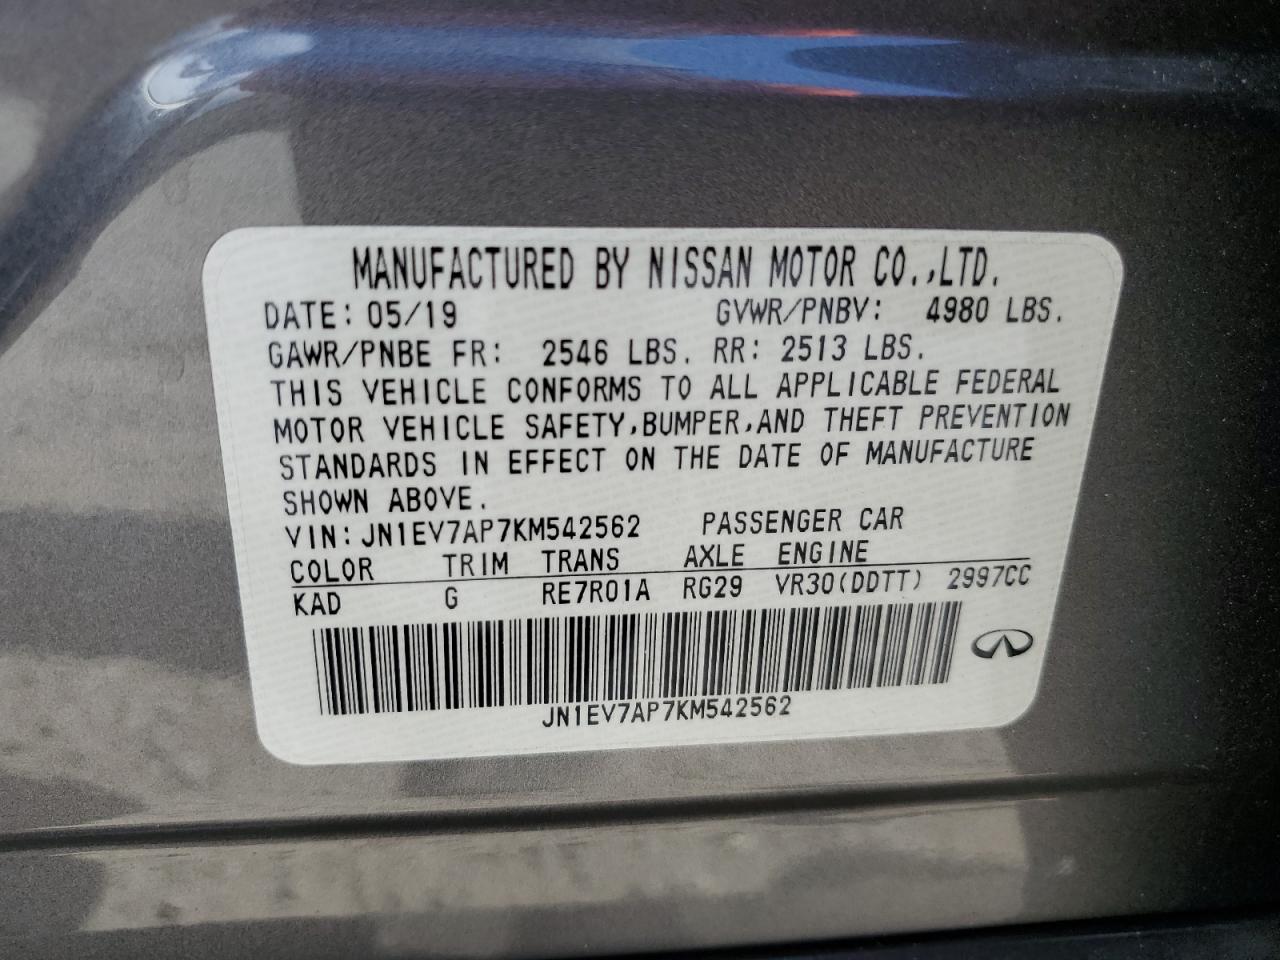 MANUFACTURED BY NISSAN MOTOR CO.,LTD.
DATE: 05/19 GVWR/PNBV: 4980 LBS.
GAWR/PNBE FR: 2546 LBS. RR: 2513 LBS.
THIS VEHICLE CONFORMS TO ALL APPLICABLE FEDERAL
MOTOR VEHICLE SAFETY,BUMPER,AND THEFT PREVENTION
STANDARDS IN EFFECT ON THE DATE OF MANUFACTURE
SHOWN ABOVE.
VIN:JN1EV7AP7KM542562 PASSENGER CAR
COLOR TRIM TRANS AXLE ENGINE
KAD G RE7R01A RG29 VR30(DDTT) 2997CC
JN1EV7AP7KM542562